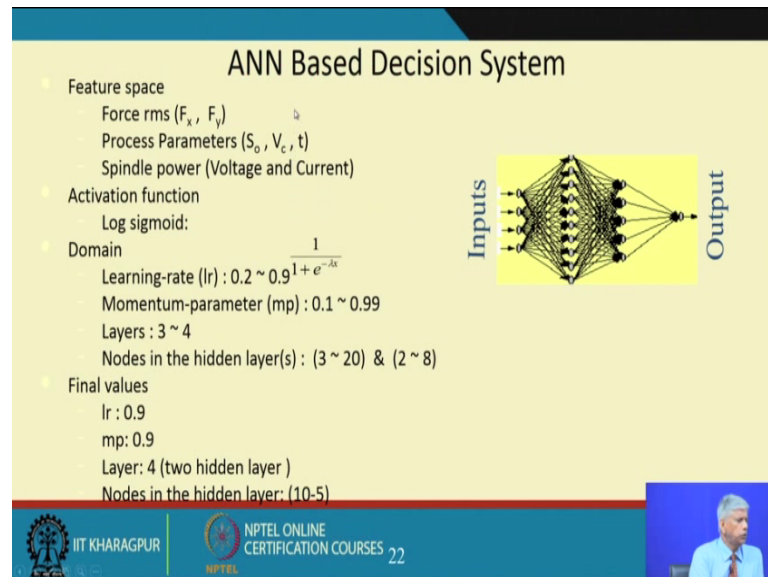 ANN Based Decision System
Feature space
Force rms (Fx , Fy)
Process Parameters (So , Vc , t)
Spindle power (Voltage and Current)
Activation function
Log sigmoid:
1
1 + e^-λx
Domain
Learning-rate (lr) : 0.2 ~ 0.9
Momentum-parameter (mp) : 0.1 ~ 0.99
Layers : 3 ~ 4
Nodes in the hidden layer(s) : (3 ~ 20) & (2 ~ 8)
Final values
lr : 0.9
mp: 0.9
Layer: 4 (two hidden layer )
Nodes in the hidden layer: (10-5)
Inputs
Output
IIT KHARAGPUR
NPTEL
NPTEL ONLINE
CERTIFICATION COURSES 22